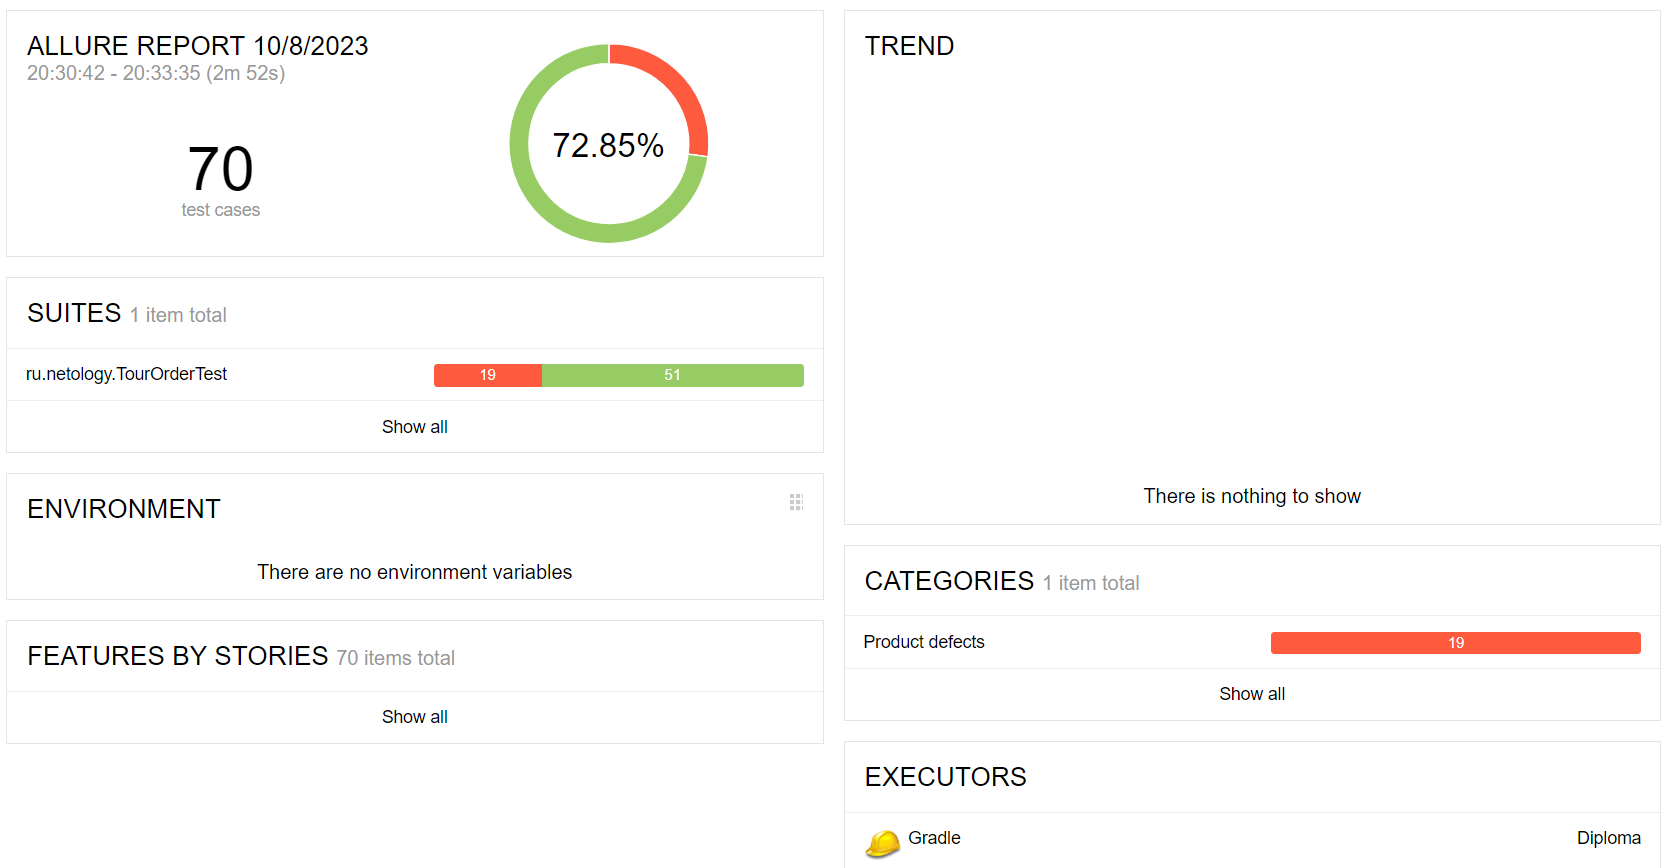 ALLURE REPORT 10/8/2023
20:30:42 - 20:33:35 (2m 52s)
70
test cases
72.85%
SUITES 1 item total
ru.netology.TourOrderTest
19
51
Show all
ENVIRONMENT
There are no environment variables
FEATURES BY STORIES 70 items total
Show all
TREND
There is nothing to show
CATEGORIES 1 item total
Product defects
19
Show all
EXECUTORS
Gradle
Diploma